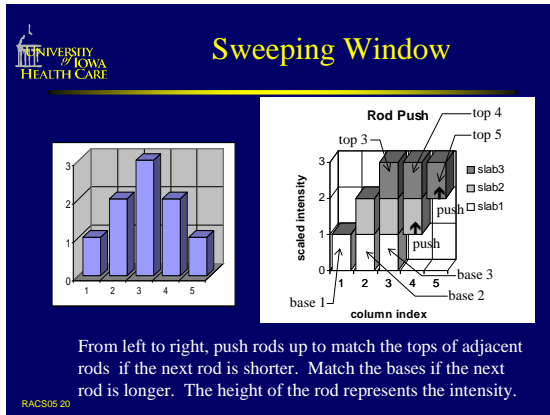 UNIVERSITY
of IOWA
HEALTH CARE
Sweeping Window
3
2
1
0
1 2 3 4 5
Rod Push
top 4
top 3
top 5
scaled intensity
3
2
1
0
slab3
slab2
slab1
push
push
1 2 3 4 5
base 1
base 2
base 3
column index
From left to right, push rods up to match the tops of adjacent
rods if the next rod is shorter. Match the bases if the next
rod is longer. The height of the rod represents the intensity.
RACS05 20